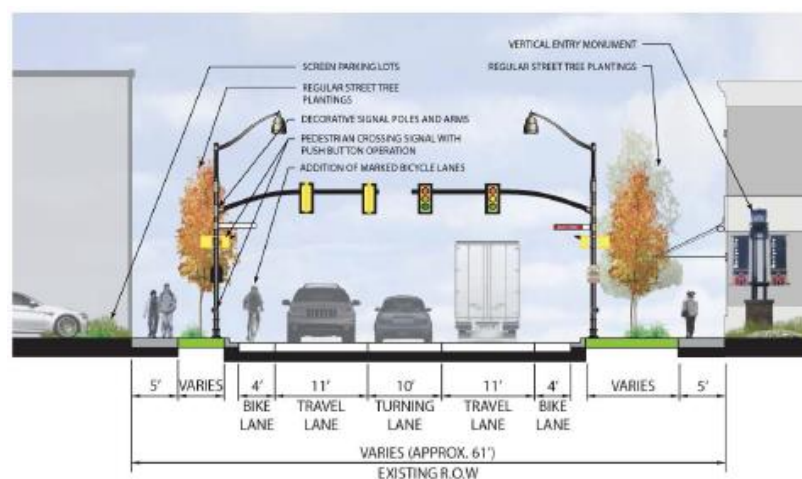 VERTICAL ENTRY MONUMENT
SCREEN PARKING LOTS
REGULAR STREET TREE PLANTINGS
REGULAR STREET TREE
PLANTINGS
DECORATIVE SIGNAL POLES AND ARMS
PEDESTRIAN CROSSING SIGNAL WITH
PUSH BUTTON OPERATION
ADDITION OF MARKED BICYCLE LANES
5' VARIES 4' 11' 10' 11' 4' VARIES 5'
BIKE TRAVEL TURNING TRAVEL BIKE
LANE LANE LANE LANE LANE
VARIES (APPROX. 61')
EXISTING R.O.W